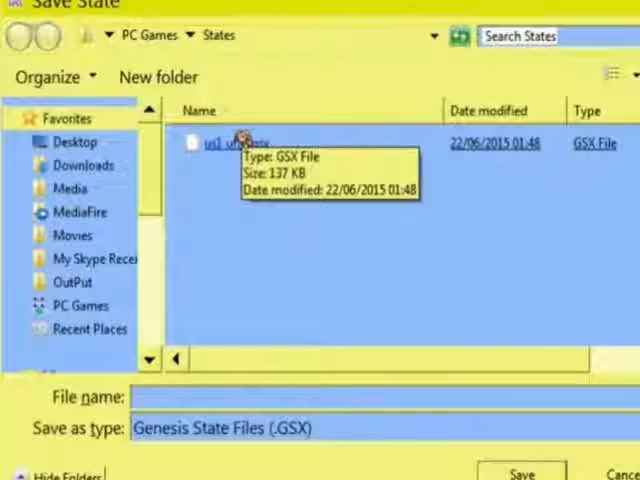 Save State
PC Games
States
Search States
Organize
New folder
Name
Date modified
Type
Favorites
Desktop
Downloads
Media
MediaFire
Movies
My Skype Recei
OutPut
PC Games
Recent Places
us1
22/06/2015 01:48
GSX File
Type: GSX File
Size: 137 KB
Date modified: 22/06/2015 01:48
File name:
Save as type:
Genesis State Files (.GSX)
Hide Folders
Save
Cance